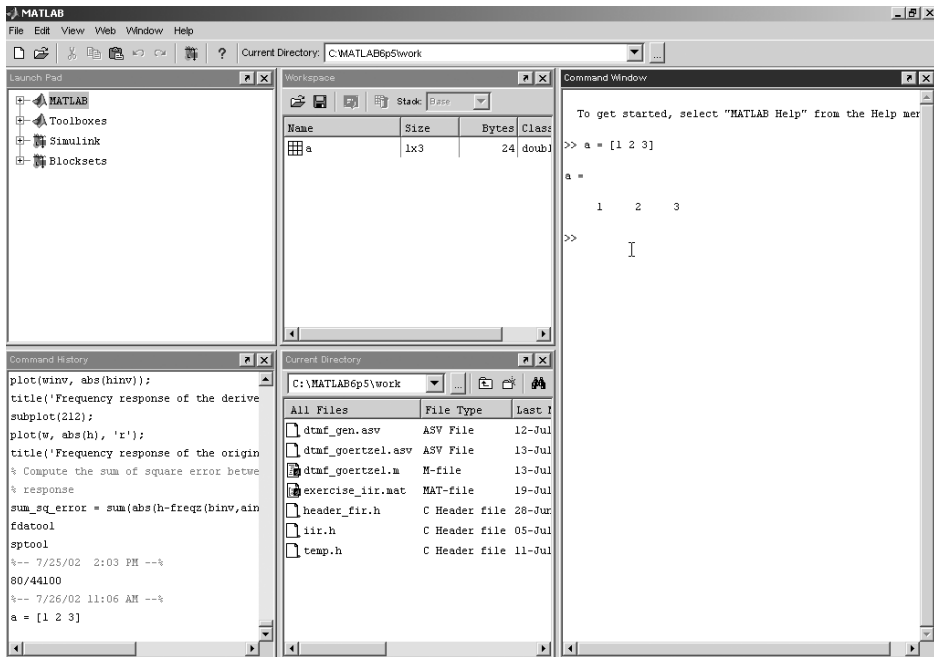 MATLAB
File Edit View Web Window Help
? Current Directory: C:\MATLAB6p5\work ...
Launch Pad
MATLAB
Toolboxes
Simulink
Blocksets
Workspace
Stack: Base
Name Size Bytes Class
a 1x3 24 doubl
Command Window
To get started, select "MATLAB Help" from the Help men
>> a = [1 2 3]
a =
1 2 3
>>
Command History
plot(winv, abs(hinv));
title('Frequency response of the derive
subplot(212);
plot(w, abs(h), 'r');
title('Frequency response of the origin
% Compute the sum of square error betwe
% response
sum_sq_error = sum(abs(h-freqz(binv,ain
fdatool
sptool
%-- 7/25/02 2:03 PM --%
80/44100
%-- 7/26/02 11:06 AM --%
a = [1 2 3]
Current Directory
C:\MATLAB6p5\work ...
All Files File Type Last M
dtmf_gen.asv ASV File 12-Jul
dtmf_goertzel.asv ASV File 13-Jul
dtmf_goertzel.m M-file 13-Jul
exercise_iir.mat MAT-file 19-Jul
header_fir.h C Header file 28-Jun
iir.h C Header file 05-Jul
temp.h C Header file 11-Jul